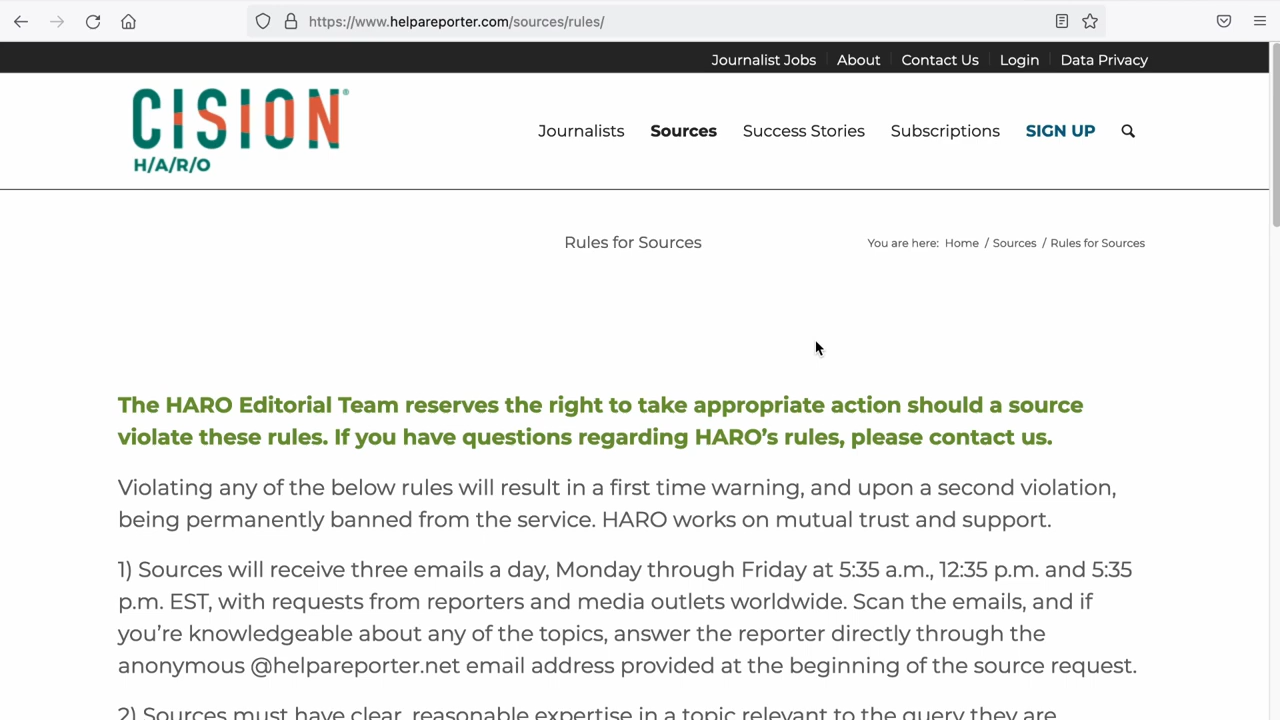 https://www.helpareporter.com/sources/rules/
Journalist Jobs About Contact Us Login Data Privacy
CISION®
H/A/R/O
Journalists Sources Success Stories Subscriptions SIGN UP
Rules for Sources
You are here: Home / Sources / Rules for Sources
The HARO Editorial Team reserves the right to take appropriate action should a source
violate these rules. If you have questions regarding HARO’s rules, please contact us.
Violating any of the below rules will result in a first time warning, and upon a second violation,
being permanently banned from the service. HARO works on mutual trust and support.
1) Sources will receive three emails a day, Monday through Friday at 5:35 a.m., 12:35 p.m. and 5:35
p.m. EST, with requests from reporters and media outlets worldwide. Scan the emails, and if
you’re knowledgeable about any of the topics, answer the reporter directly through the
anonymous @helpareporter.net email address provided at the beginning of the source request.
2) Sources must have clear, reasonable expertise in a topic relevant to the query they are